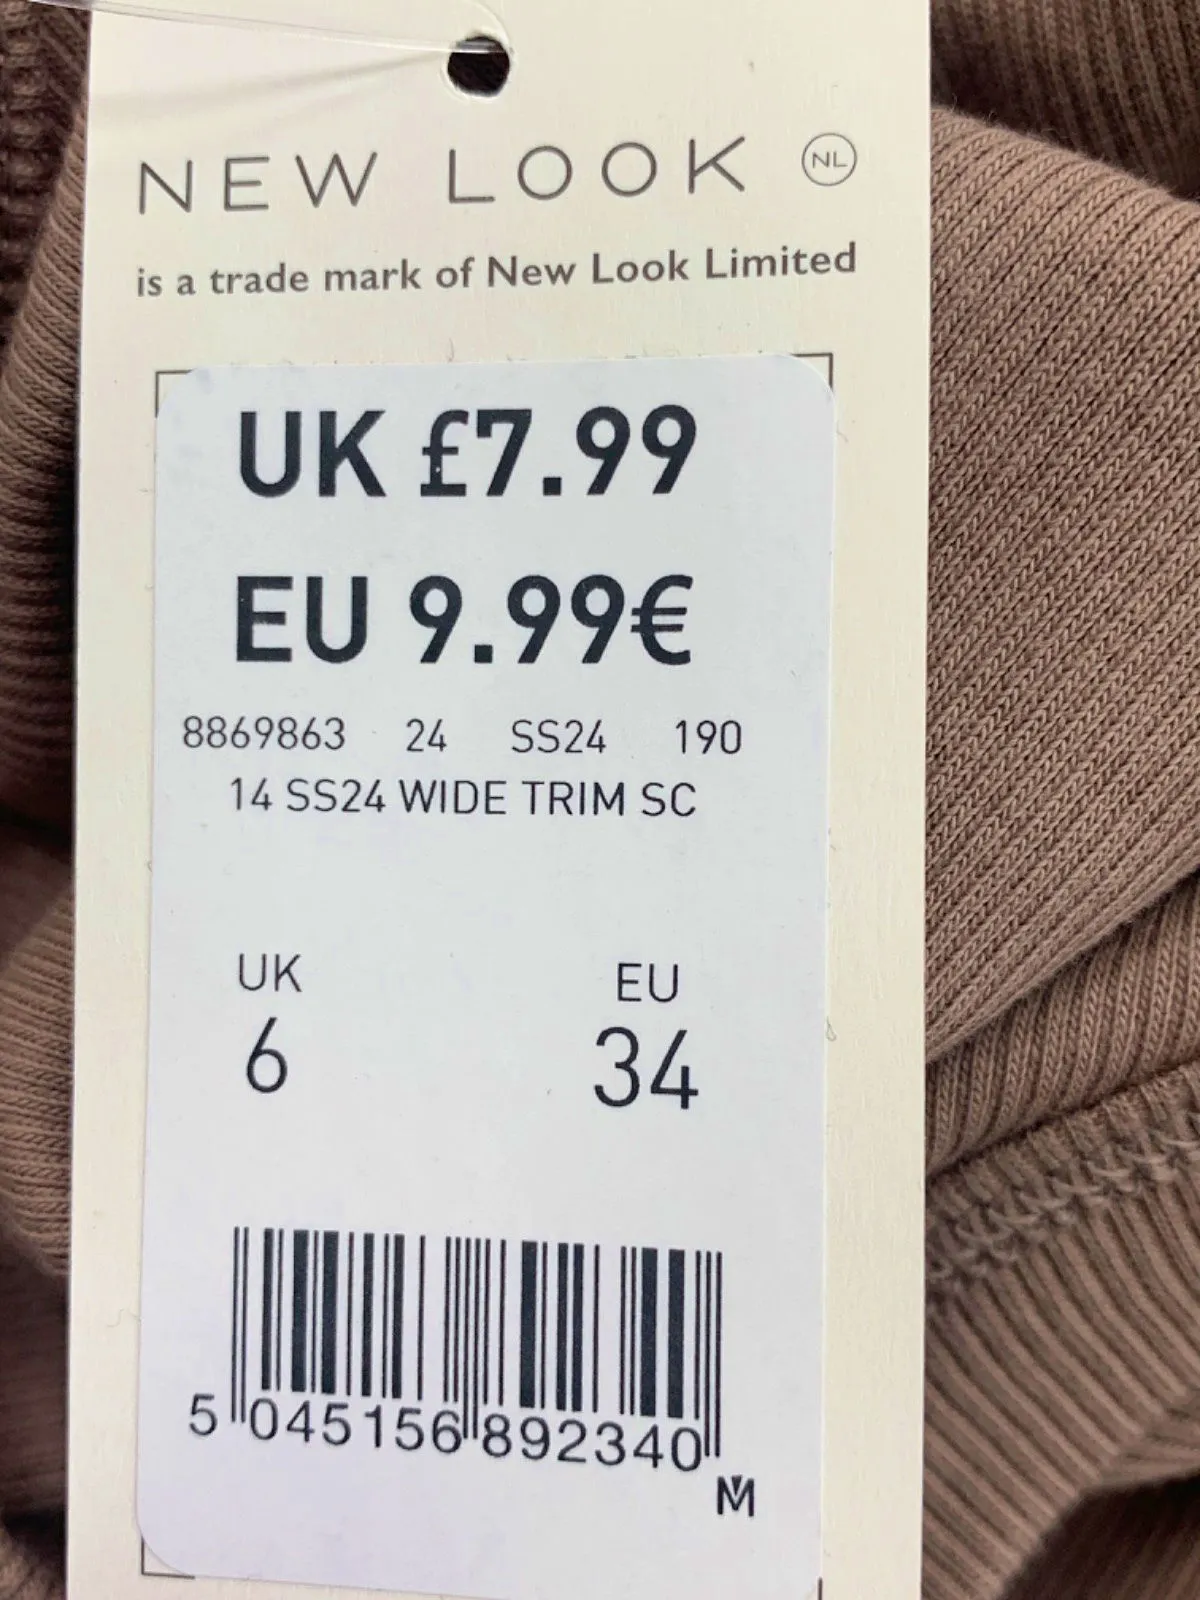 NEW LOOK NL
is a trade mark of New Look Limited
UK £7.99
EU 9.99€
8869863 24 SS24 190
14 SS24 WIDE TRIM SC
UK EU
6 34
5 045156 892340
M